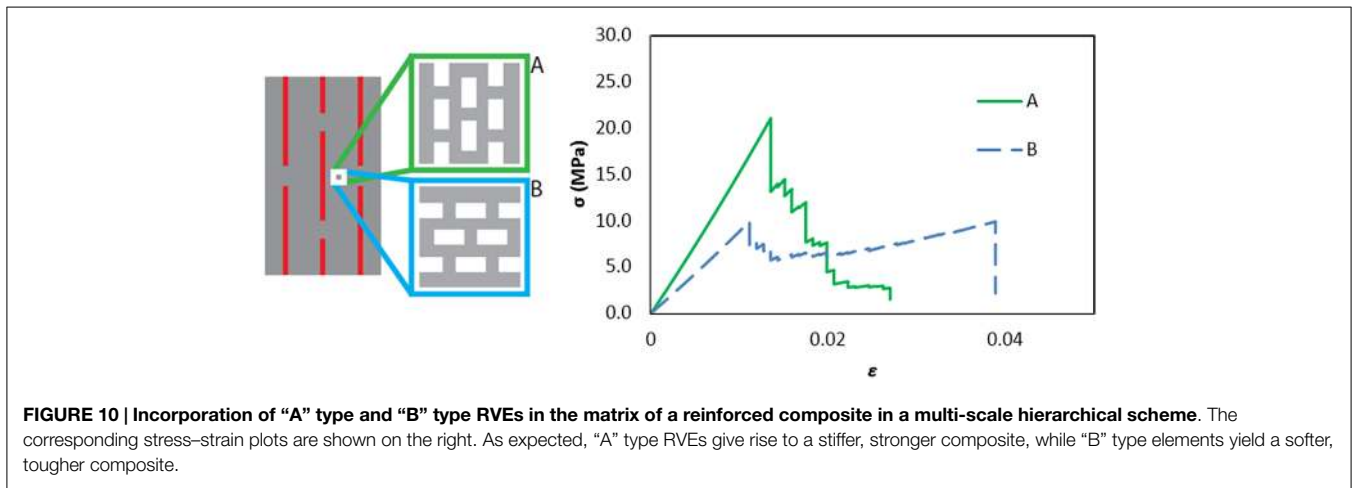 A
B
30.0
25.0
20.0
15.0
10.0
5.0
0.0
σ (MPa)
A
B
0
0.02
0.04
ε
FIGURE 10 | Incorporation of “A” type and “B” type RVEs in the matrix of a reinforced composite in a multi-scale hierarchical scheme. The
corresponding stress–strain plots are shown on the right. As expected, “A” type RVEs give rise to a stiffer, stronger composite, while “B” type elements yield a softer,
tougher composite.